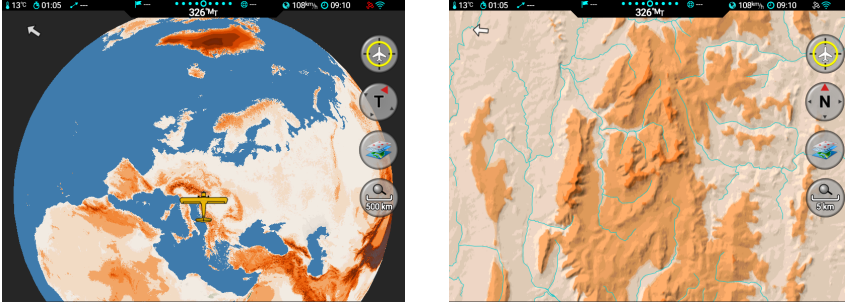 13°C 01:05 --- --- 326°MT --- 108km/h 09:10
T
500 km
13°C 01:05 --- --- 326°MT --- 108km/h 09:10
N
5 km